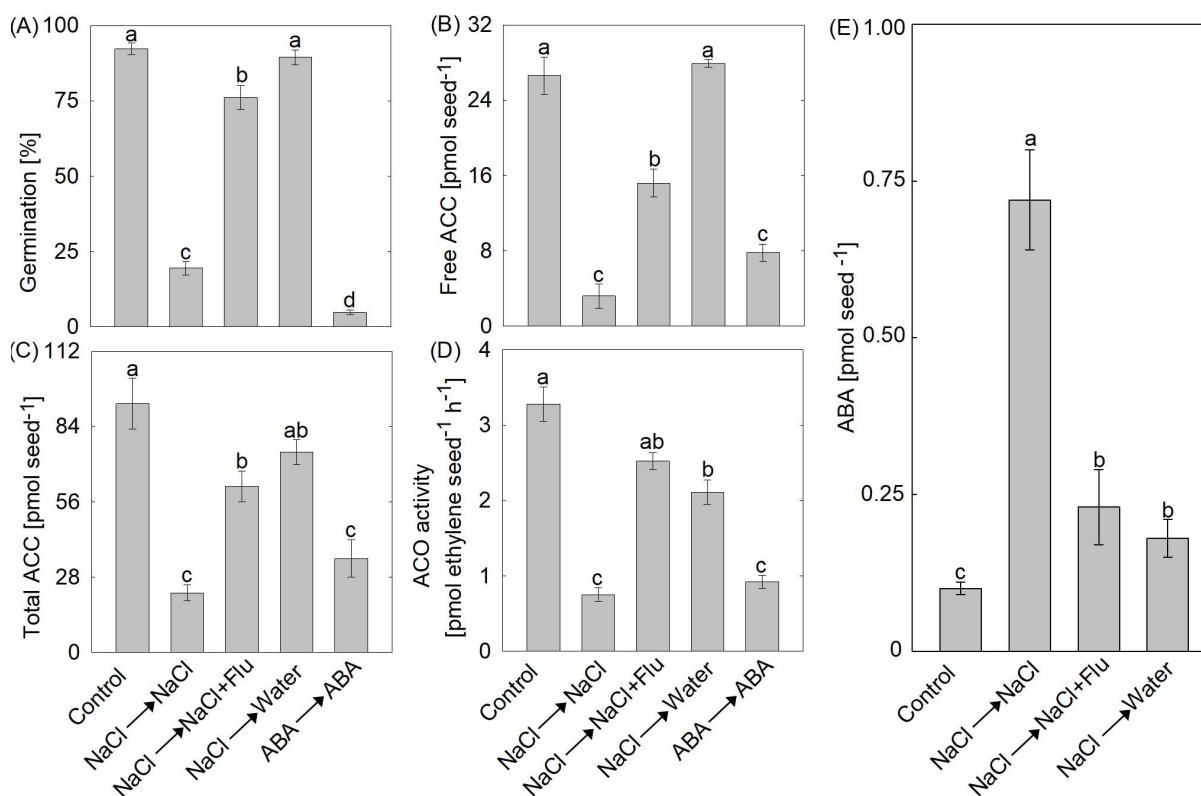 (A)
100
75
50
25
0
Germination [%]
a
c
b
a
d
(B)
32
24
16
8
0
Free ACC [pmol seed⁻¹]
a
c
b
a
c
(C)
112
84
56
28
0
Total ACC [pmol seed⁻¹]
a
c
b
ab
c
Control
NaCl → NaCl
NaCl → NaCl+Flu
NaCl → Water
ABA → ABA
(D)
4
3
2
1
0
ACO activity
[pmol ethylene seed⁻¹ h⁻¹]
a
c
ab
b
c
Control
NaCl → NaCl
NaCl → NaCl+Flu
NaCl → Water
ABA → ABA
(E)
1.00
0.75
0.50
0.25
0
ABA [pmol seed ⁻¹]
c
a
b
b
Control
NaCl → NaCl
NaCl → NaCl+Flu
NaCl → Water